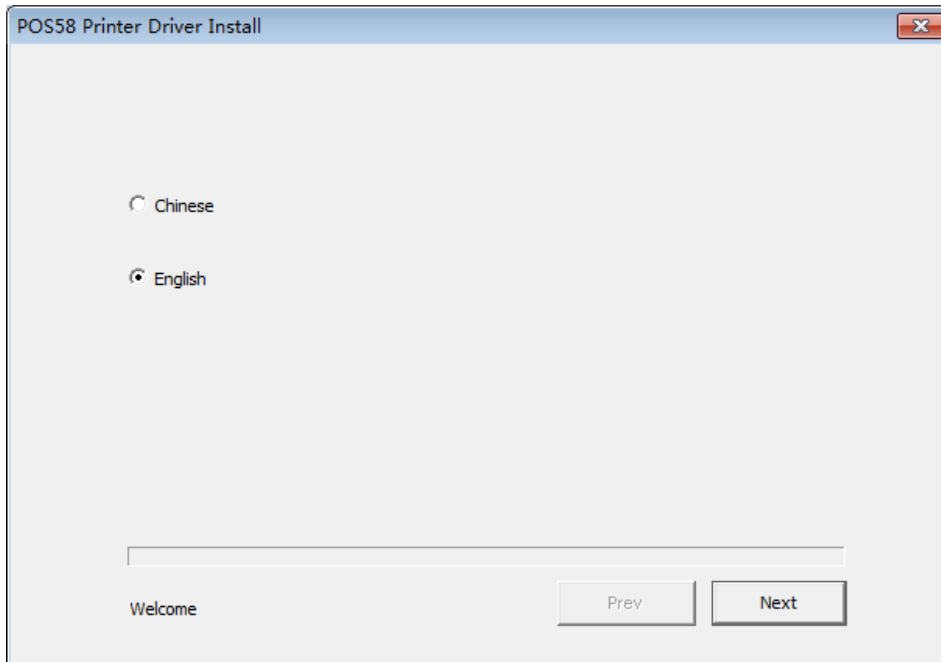 POS58 Printer Driver Install
Chinese
English
Welcome
Prev
Next